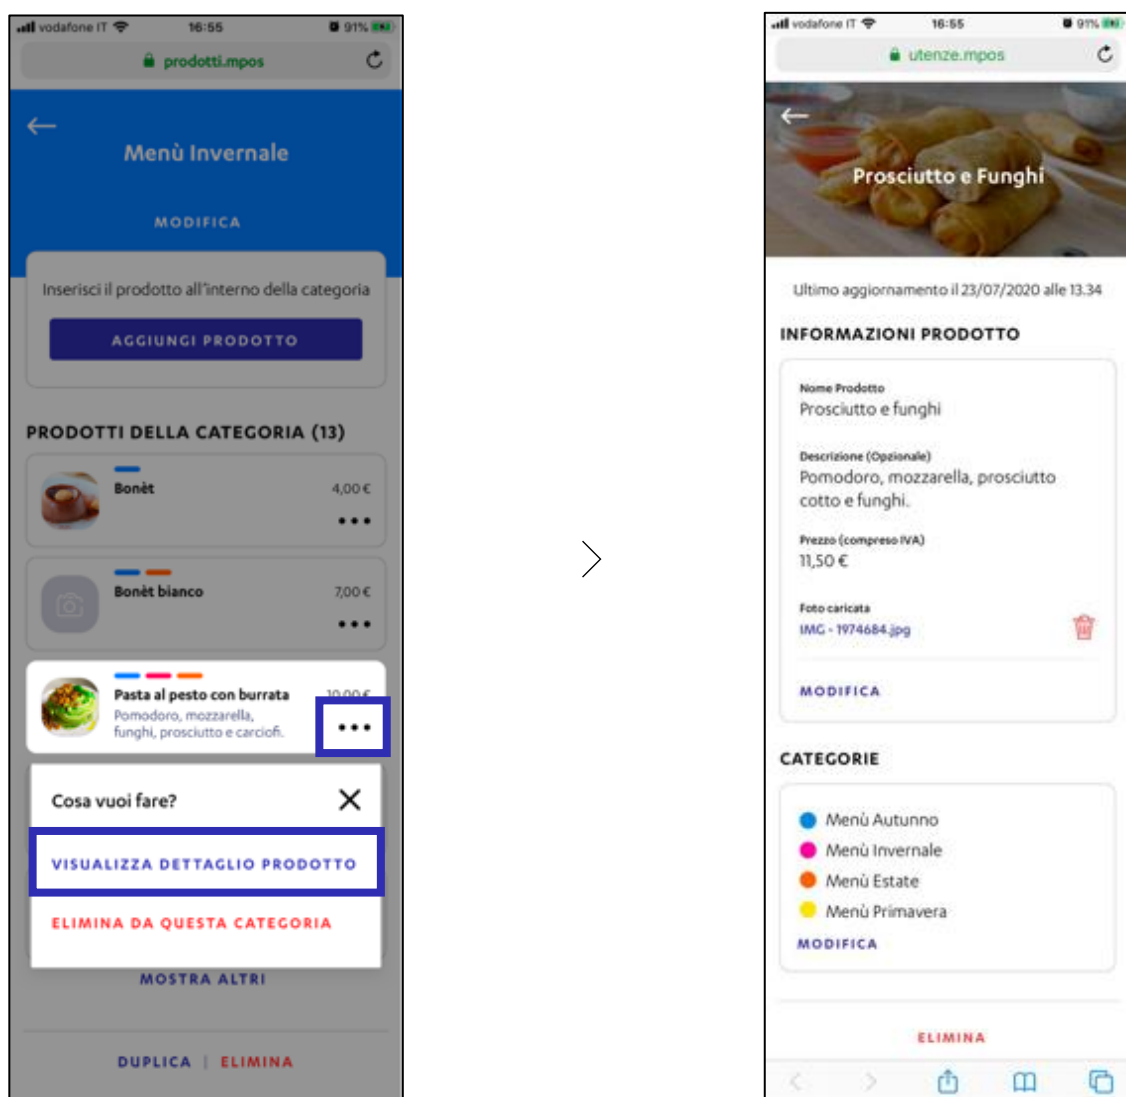 vodafone IT 16:55 91%
prodotti.mpos
Menù Invernale
MODIFICA
Inserisci il prodotto all'interno della categoria
AGGIUNGI PRODOTTO
PRODOTTI DELLA CATEGORIA (13)
Bonèt 4,00 €
Bonèt bianco 7,00 €
Pasta al pesto con burrata 10,00 €
Pomodoro, mozzarella,
funghi, prosciutto e carciofi.
Cosa vuoi fare?
VISUALIZZA DETTAGLIO PRODOTTO
ELIMINA DA QUESTA CATEGORIA
MOSTRA ALTRI
DUPLICA | ELIMINA
vodafone IT 16:55 91%
utenze.mpos
Prosciutto e Funghi
Ultimo aggiornamento il 23/07/2020 alle 13.34
INFORMAZIONI PRODOTTO
Nome Prodotto
Prosciutto e funghi
Descrizione (Opzionale)
Pomodoro, mozzarella, prosciutto
cotto e funghi.
Prezzo (compreso IVA)
11,50 €
Foto caricata
IMG - 1974684.jpg
MODIFICA
CATEGORIE
Menù Autunno
Menù Invernale
Menù Estate
Menù Primavera
MODIFICA
ELIMINA